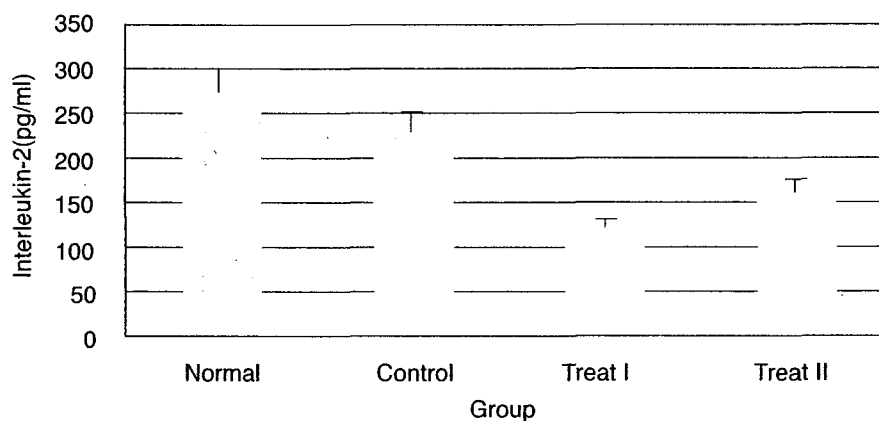 Interleukin-2(pg/ml)
350
300
250
200
150
100
50
0
Normal Control Treat I Treat II
Group